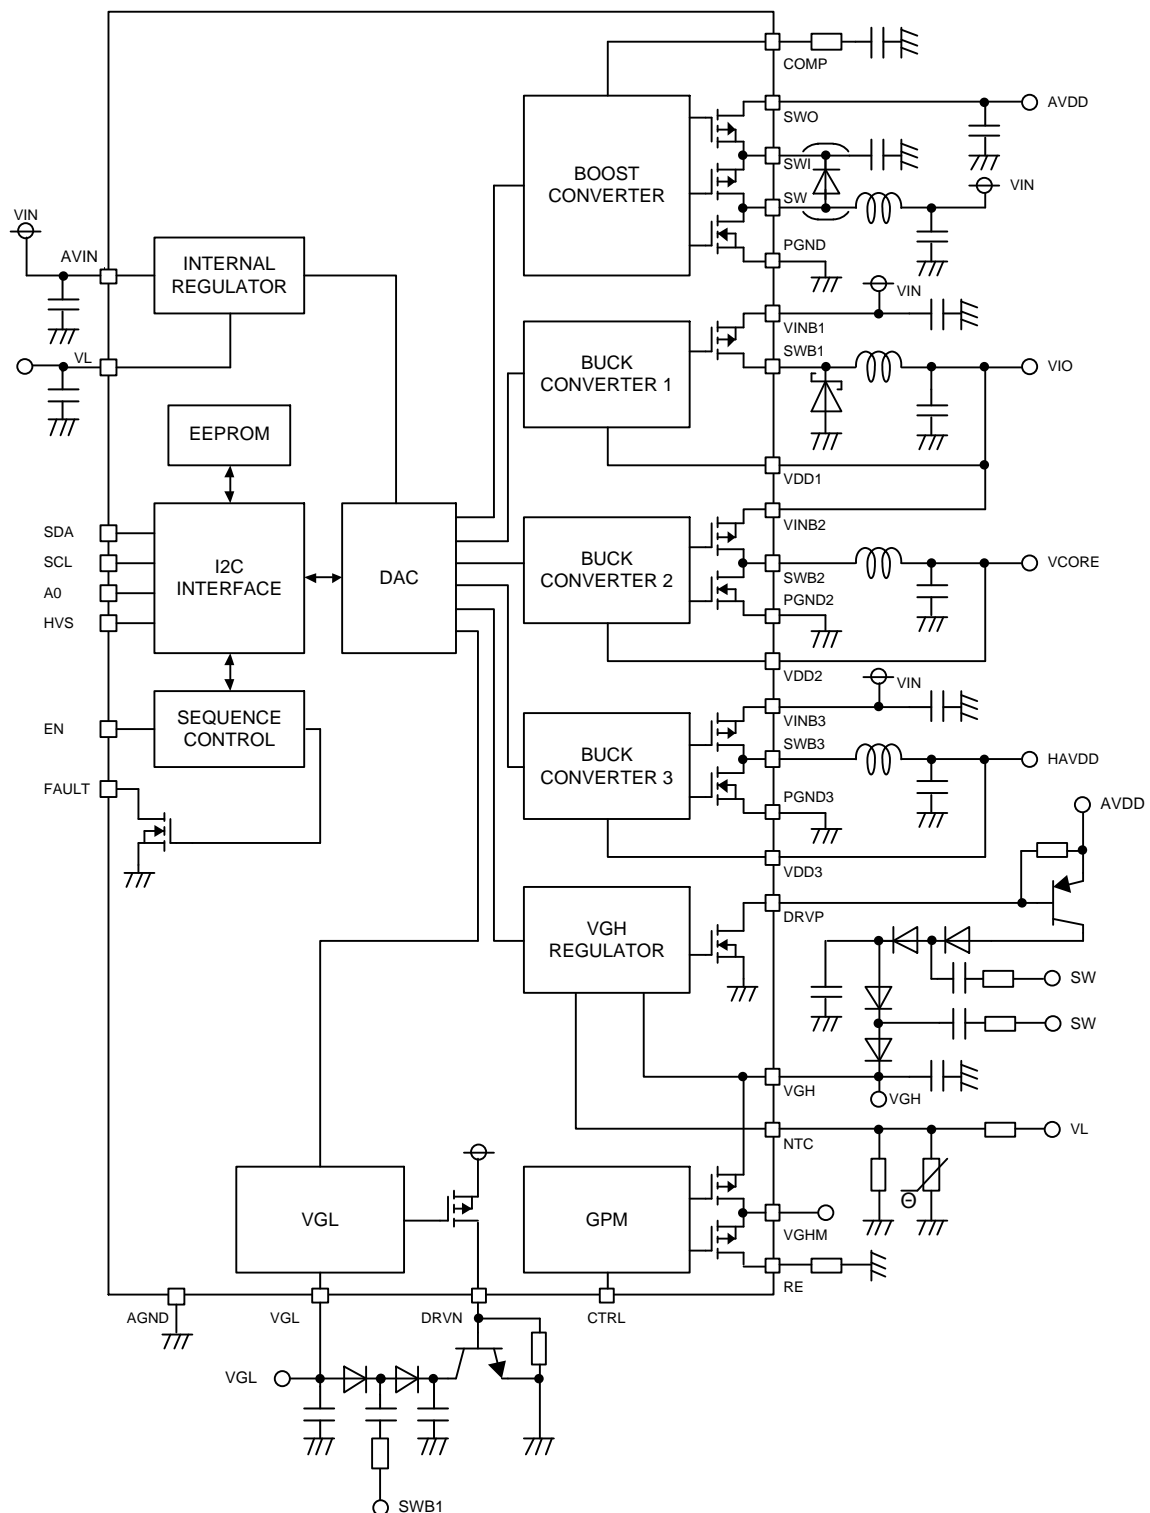 COMP
SWO
AVDD
BOOST
CONVERTER
SWI
SW
VIN
PGND
VIN
AVIN
INTERNAL
REGULATOR
VIN
VINB1
BUCK
CONVERTER 1
SWB1
VIO
VL
EEPROM
VDD1
SDA
SCL
A0
HVS
I2C
INTERFACE
DAC
VINB2
BUCK
CONVERTER 2
SWB2
VCORE
PGND2
VDD2
EN
SEQUENCE
CONTROL
VIN
VINB3
BUCK
CONVERTER 3
SWB3
HAVDD
FAULT
PGND3
AVDD
VDD3
VGH
REGULATOR
DRVP
SW
SW
VGH
VGH
NTC
VL
VGL
GPM
Θ
VGHM
RE
AGND
VGL
DRVN
CTRL
VGL
SWB1